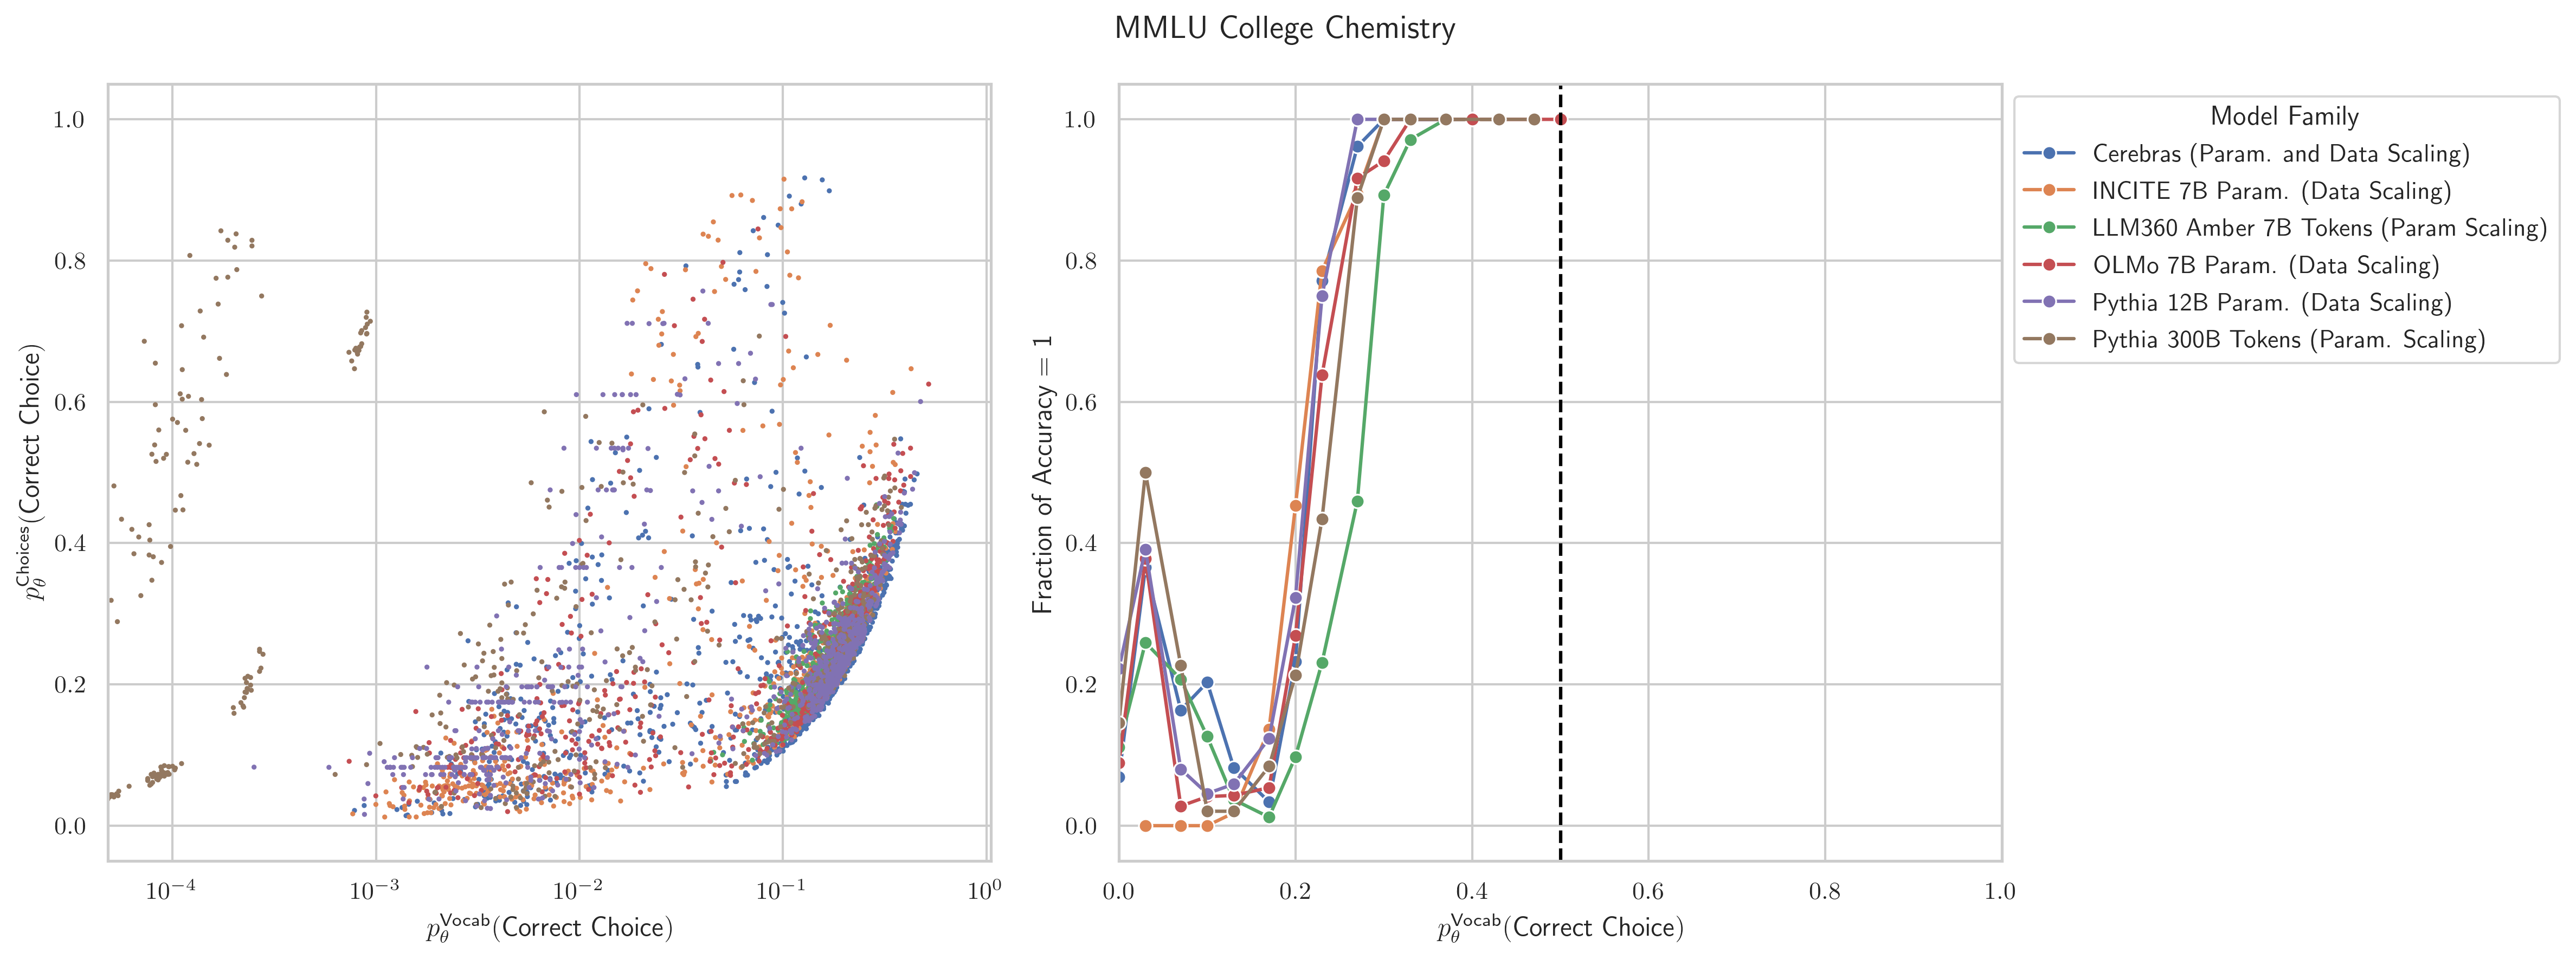 MMLU College Chemistry
1.0
0.8
0.6
0.4
0.2
0.0
p_θ^Choices(Correct Choice)
10^−4 10^−3 10^−2 10^−1 10^0
p_θ^Vocab(Correct Choice)
1.0
0.8
0.6
0.4
0.2
0.0
Fraction of Accuracy = 1
0.0 0.2 0.4 0.6 0.8 1.0
p_θ^Vocab(Correct Choice)
Model Family
Cerebras (Param. and Data Scaling)
INCITE 7B Param. (Data Scaling)
LLM360 Amber 7B Tokens (Param Scaling)
OLMo 7B Param. (Data Scaling)
Pythia 12B Param. (Data Scaling)
Pythia 300B Tokens (Param. Scaling)